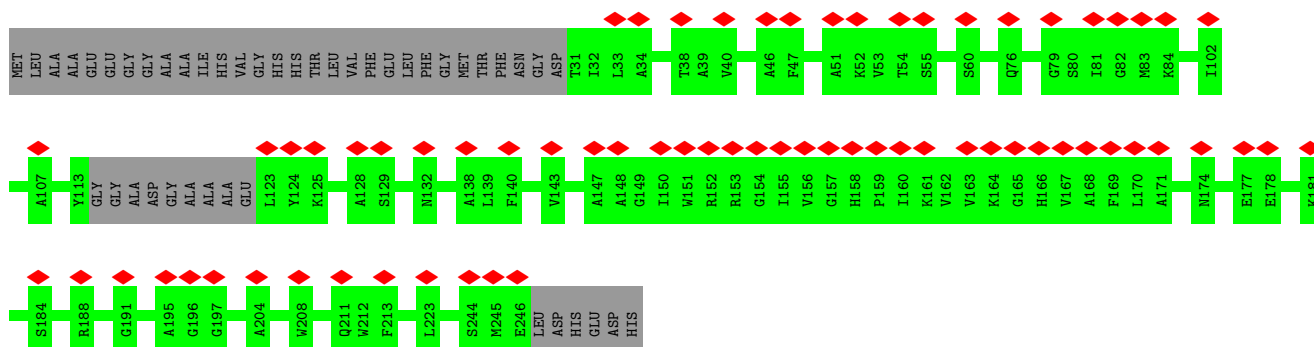 MET LEU ALA ALA GLU GLU GLY GLY ALA ALA ILE HIS VAL GLY HIS HIS THR LEU VAL PHE GLU LEU PHE GLY MET THR PHE ASN GLY ASP T31 I32 L33 A34 T38 A39 V40 A46 F47 A51 K52 V53 T54 S55 S60 Q76 G79 S80 I81 G82 M83 K84 I102
A107 Y113 GLY GLY ALA ASP GLY ALA ALA ALA GLU L123 Y124 K125 A128 S129 N132 A138 L139 F140 V143 A147 A148 G149 I150 W151 R152 R153 G154 I155 V156 G157 H158 P159 I160 K161 V162 V163 K164 G165 H166 V167 A168 F169 L170 A171 N174 E177 E178 K181
S184 R188 G191 A195 G196 G197 A204 W208 Q211 W212 F213 L223 S244 M245 E246 LEU ASP HIS GLU ASP HIS